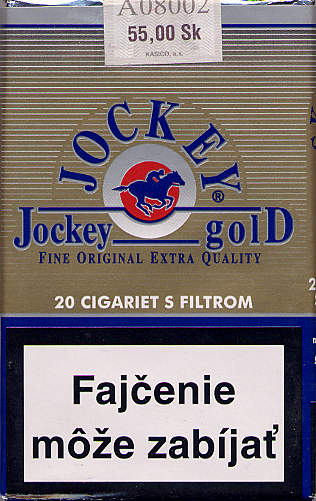 A08002
55,00 Sk
KASICO, a.s.
JOCKEY ®
Jockey golD
FINE ORIGINAL EXTRA QUALITY
20 CIGARIET S FILTROM
Fajčenie
môže zabíjať